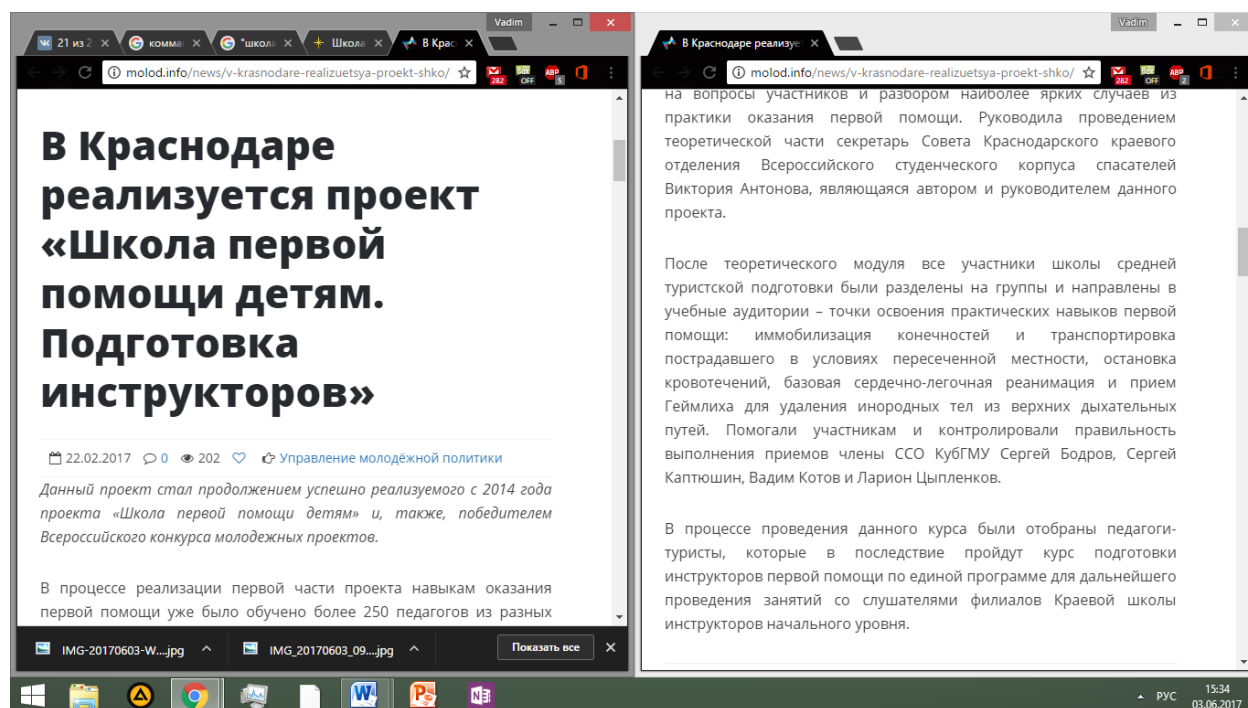 Vadim
21 из 2
комма
"школа
Школа
В Крас
molod.info/news/v-krasnodare-realizuetsya-proekt-shko/
282
Bat
OFF
ABP
5
В Краснодаре
реализуется проект
«Школа первой
помощи детям.
Подготовка
инструкторов»
22.02.2017 0 202 Управление молодёжной политики
Данный проект стал продолжением успешно реализуемого с 2014 года
проекта «Школа первой помощи детям» и, также, победителем
Всероссийского конкурса молодежных проектов.
В процессе реализации первой части проекта навыкам оказания
первой помощи уже было обучено более 250 педагогов из разных
IMG-20170603-W....jpg
IMG_20170603_09....jpg
Показать все
Vadim
В Краснодаре реализуе
molod.info/news/v-krasnodare-realizuetsya-proekt-shko/
282
OFF
ABP
2
на вопросы участников и разбором наиболее ярких случаев из
практики оказания первой помощи. Руководила проведением
теоретической части секретарь Совета Краснодарского краевого
отделения Всероссийского студенческого корпуса спасателей
Виктория Антонова, являющаяся автором и руководителем данного
проекта.
После теоретического модуля все участники школы средней
туристской подготовки были разделены на группы и направлены в
учебные аудитории – точки освоения практических навыков первой
помощи: иммобилизация конечностей и транспортировка
пострадавшего в условиях пересеченной местности, остановка
кровотечений, базовая сердечно-легочная реанимация и прием
Геймлиха для удаления инородных тел из верхних дыхательных
путей. Помогали участникам и контролировали правильность
выполнения приемов члены ССО КубГМУ Сергей Бодров, Сергей
Каптюшин, Вадим Котов и Ларион Цыпленков.
В процессе проведения данного курса были отобраны педагоги-
туристы, которые в последствие пройдут курс подготовки
инструкторов первой помощи по единой программе для дальнейшего
проведения занятий со слушателями филиалов Краевой школы
инструкторов начального уровня.
РУС
15:34
03.06.2017